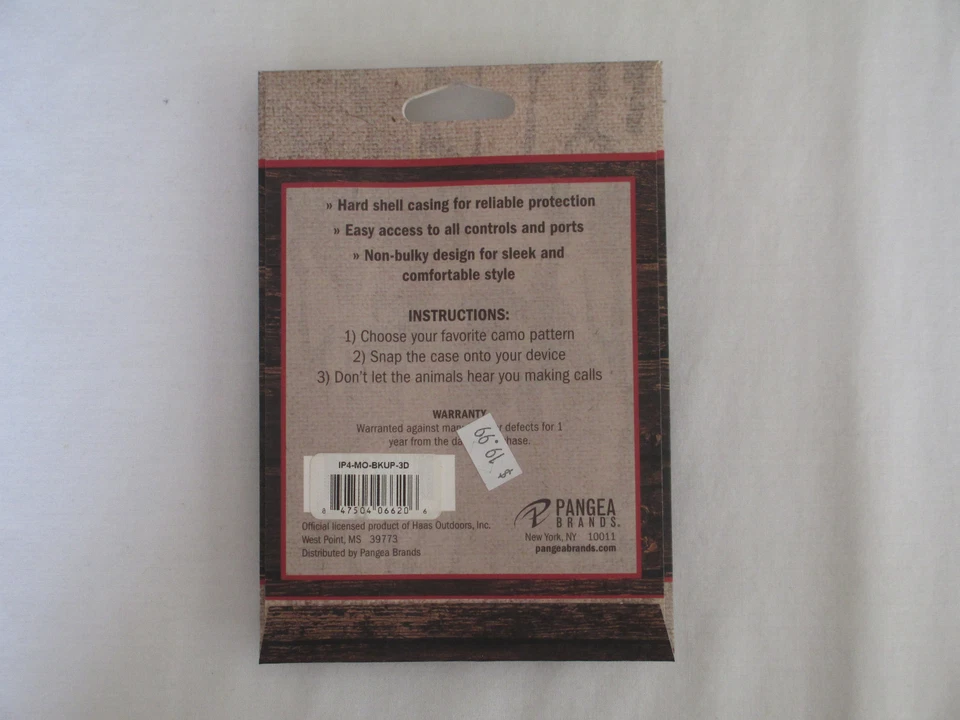 » Hard shell casing for reliable protection
» Easy access to all controls and ports
» Non-bulky design for sleek and
comfortable style
INSTRUCTIONS:
1) Choose your favorite camo pattern
2) Snap the case onto your device
3) Don't let the animals hear you making calls
WARRANTY
Warranted against defects for 1
year from the
19.99
IP4-MO-BKUP-3D
8 47504 06620 6
Official licensed product of Haas Outdoors, Inc.
West Point, MS 39773
Distributed by Pangea Brands
PANGEA
BRANDS.
New York, NY 10011
pangeabrands.com